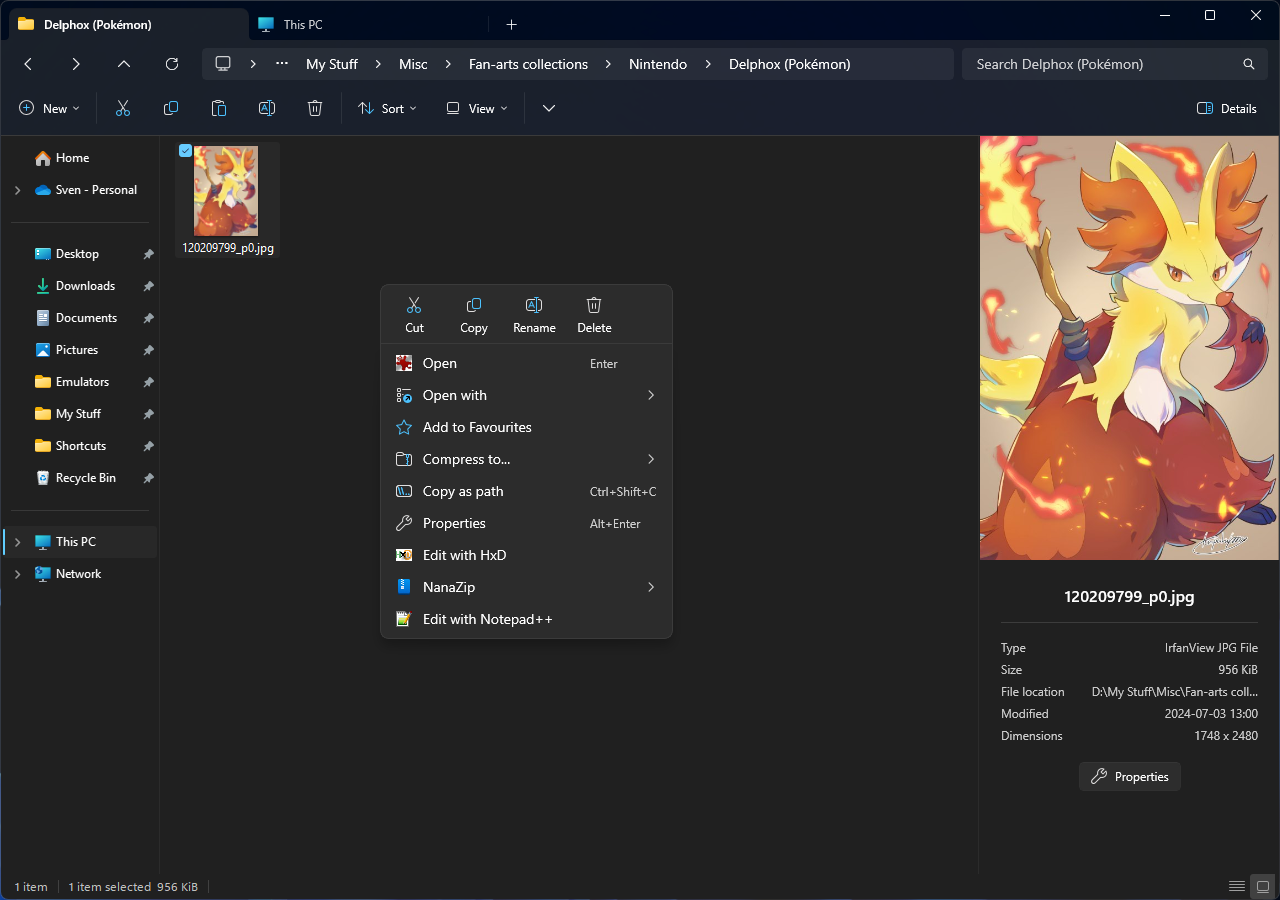 Delphox (Pokémon)
This PC
My Stuff
Misc
Fan-arts collections
Nintendo
Delphox (Pokémon)
Search Delphox (Pokémon)
New
Sort
View
Details
Home
Sven - Personal
Desktop
Downloads
Documents
Pictures
Emulators
My Stuff
Shortcuts
Recycle Bin
This PC
Network
120209799_p0.jpg
Cut
Copy
Rename
Delete
Open Enter
Open with
Add to Favourites
Compress to...
Copy as path Ctrl+Shift+C
Properties Alt+Enter
Edit with HxD
NanaZip
Edit with Notepad++
120209799_p0.jpg
Type IrfanView JPG File
Size 956 KiB
File location D:\My Stuff\Misc\Fan-arts coll...
Modified 2024-07-03 13:00
Dimensions 1748 x 2480
Properties
1 item
1 item selected 956 KiB